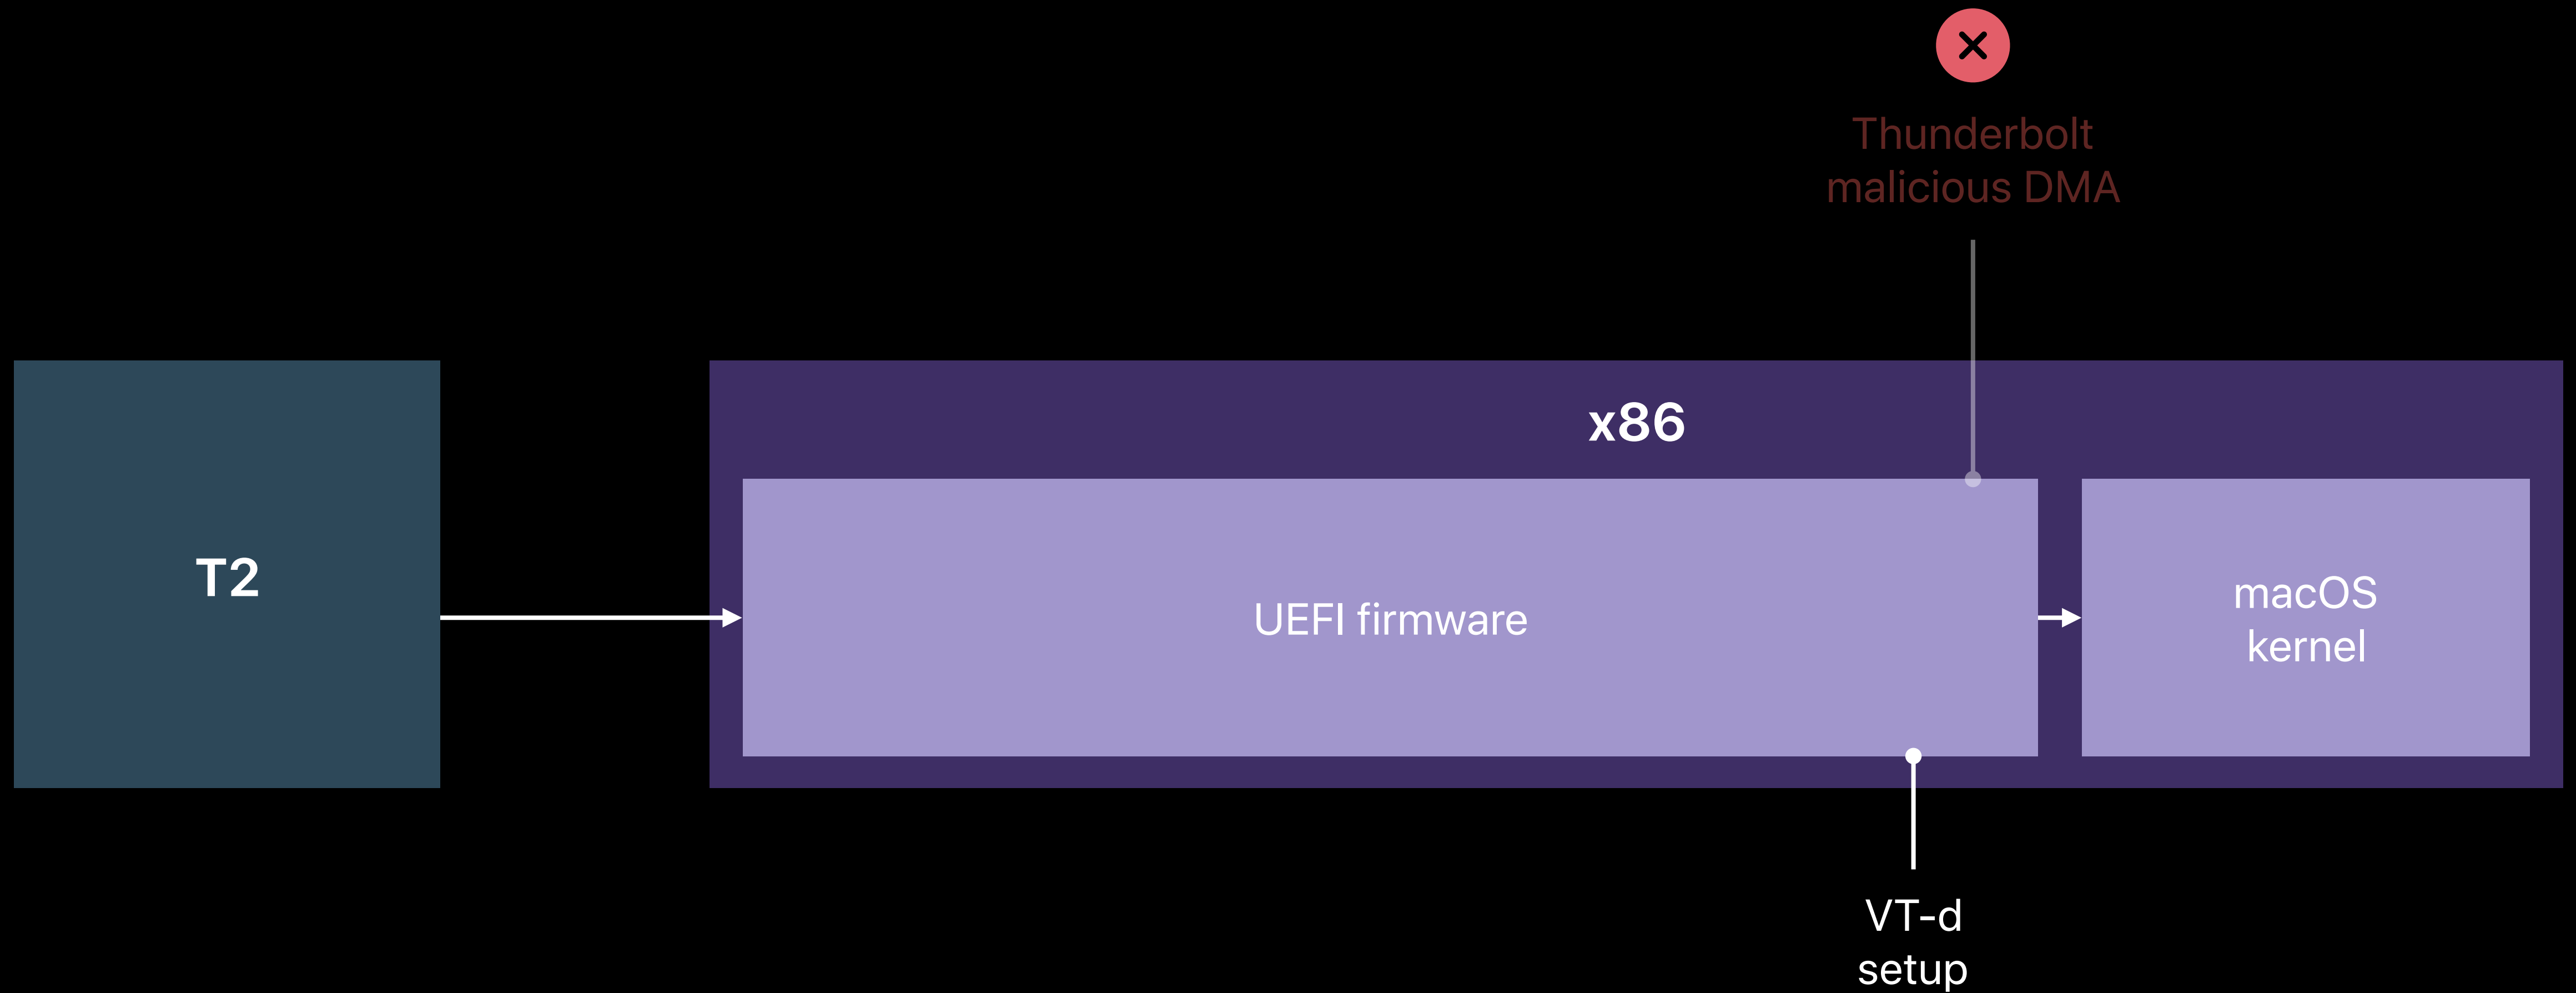 Thunderbolt
malicious DMA
x86
T2
UEFI firmware
macOS
kernel
VT-d
setup